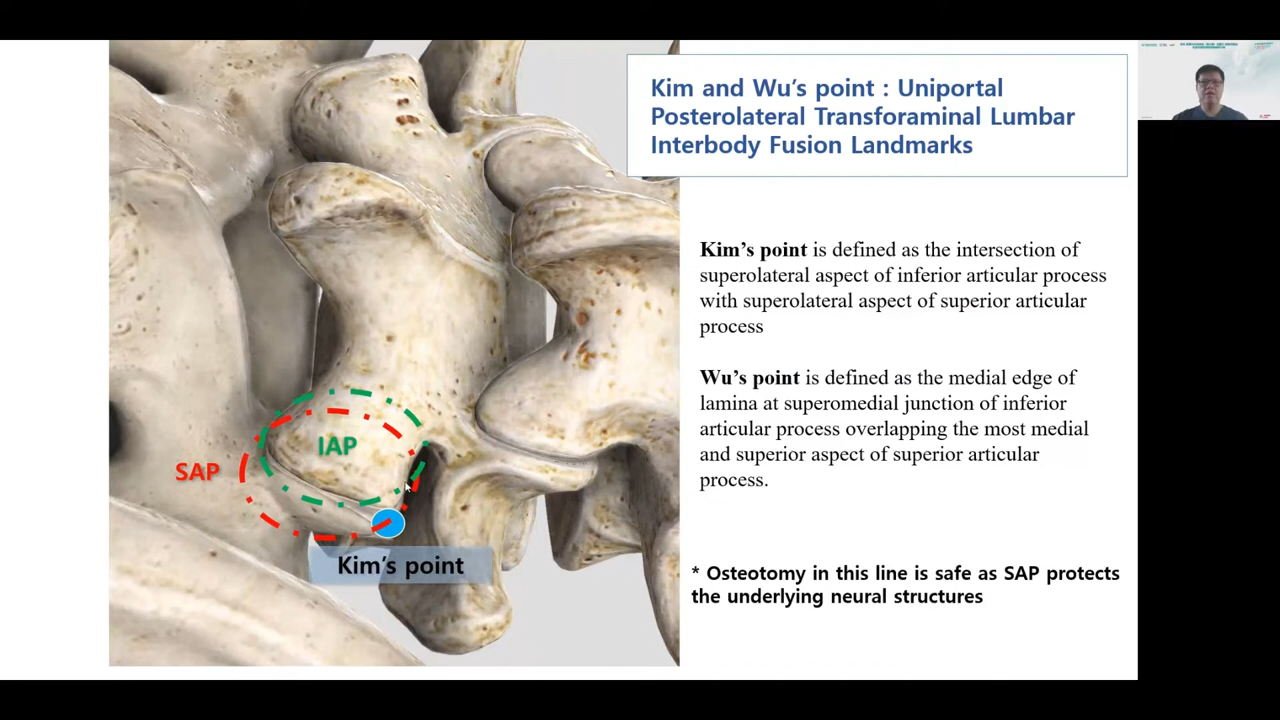 Kim and Wu's point : Uniportal
Posterolateral Transforaminal Lumbar
Interbody Fusion Landmarks
Kim's point is defined as the intersection of
superolateral aspect of inferior articular process
with superolateral aspect of superior articular
process
Wu's point is defined as the medial edge of
lamina at superomedial junction of inferior
articular process overlapping the most medial
and superior aspect of superior articular
process.
IAP
SAP
Kim's point
* Osteotomy in this line is safe as SAP protects
the underlying neural structures